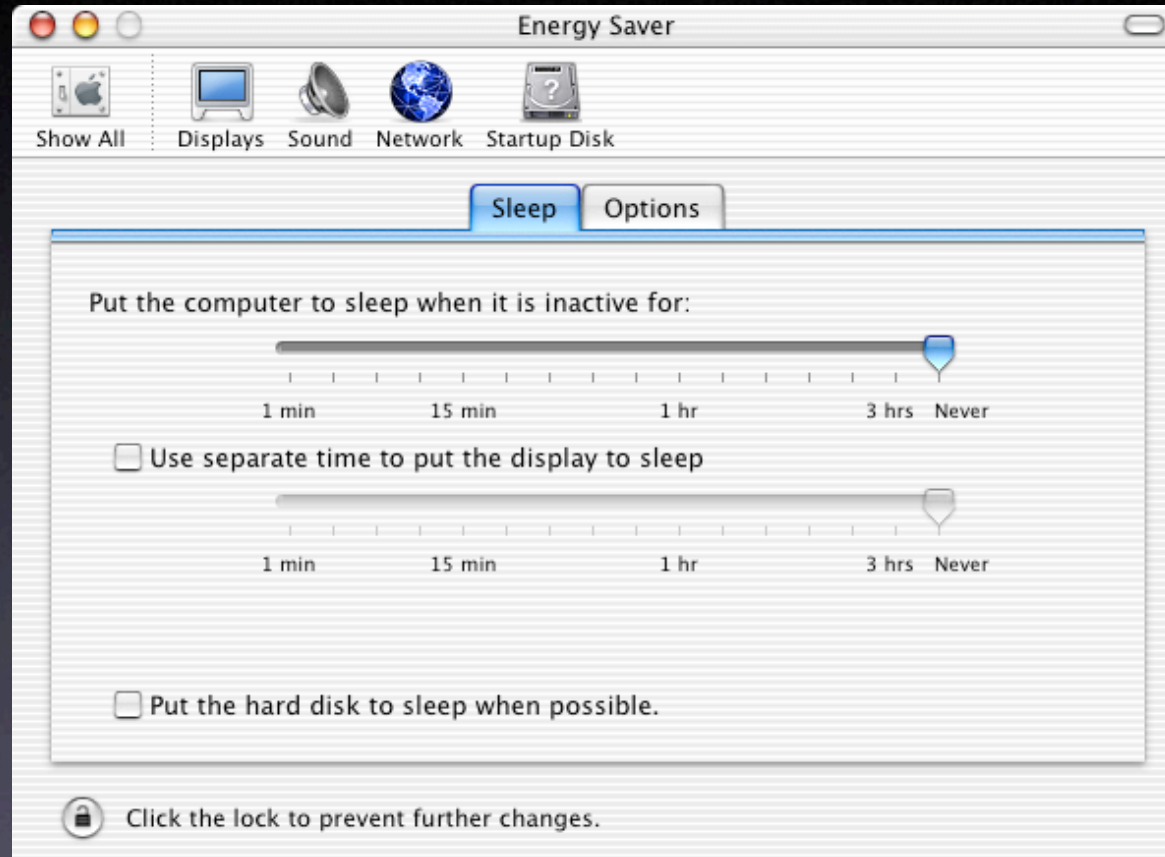 Energy Saver
Show All Displays Sound Network Startup Disk
Sleep Options
Put the computer to sleep when it is inactive for:
1 min 15 min 1 hr 3 hrs Never
Use separate time to put the display to sleep
1 min 15 min 1 hr 3 hrs Never
Put the hard disk to sleep when possible.
Click the lock to prevent further changes.